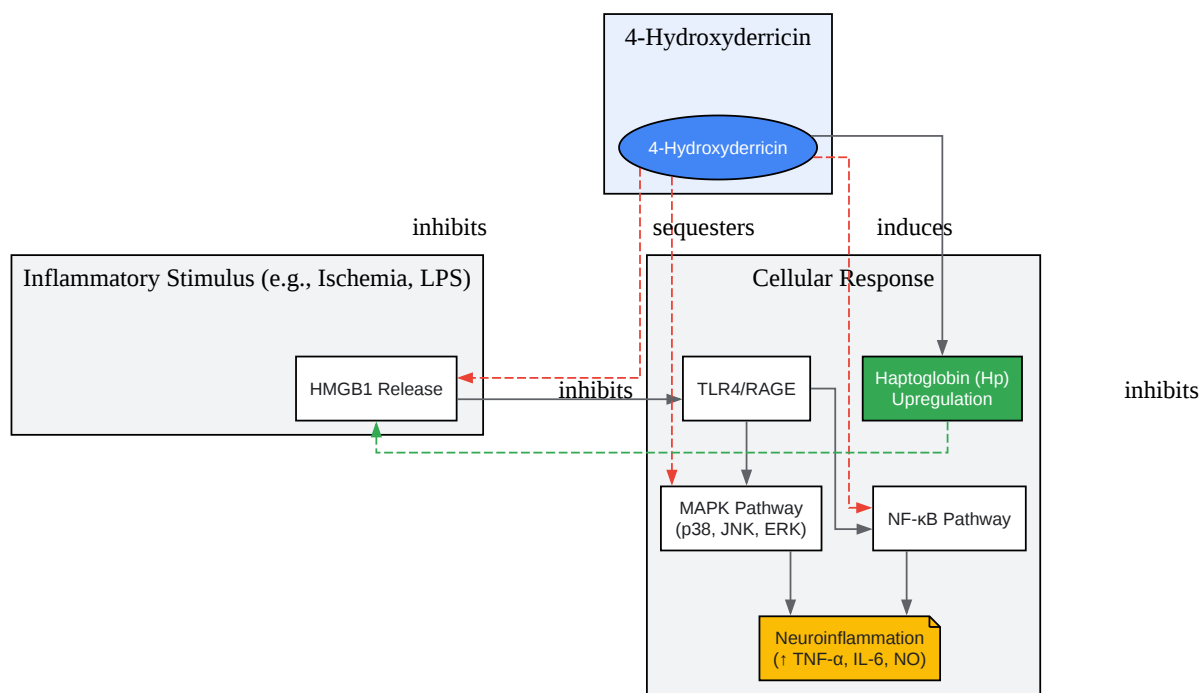 4-Hydroxyderricin
4-Hydroxyderricin
inhibits
sequesters
induces
Inflammatory Stimulus (e.g., Ischemia, LPS)
Cellular Response
HMGB1 Release
inhibits
TLR4/RAGE
Haptoglobin (Hp)
Upregulation
inhibits
MAPK Pathway
(p38, JNK, ERK)
NF-κB Pathway
Neuroinflammation
(↑ TNF-α, IL-6, NO)